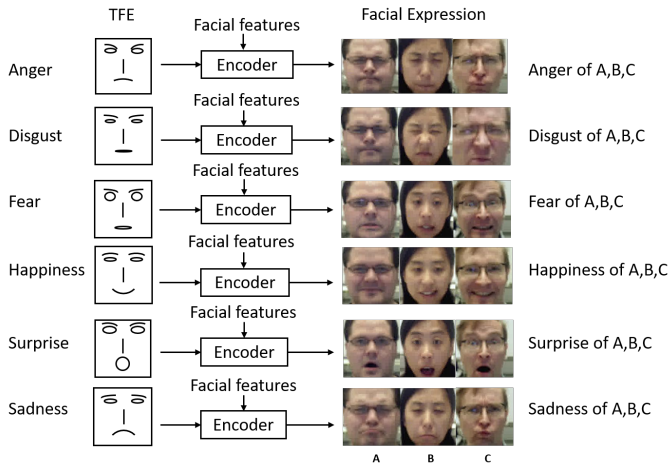 TFE
Facial features
Facial Expression
Anger
Encoder
Anger of A,B,C
Facial features
Disgust
Encoder
Disgust of A,B,C
Facial features
Fear
Encoder
Fear of A,B,C
Facial features
Happiness
Encoder
Happiness of A,B,C
Facial features
Surprise
Encoder
Surprise of A,B,C
Facial features
Sadness
Encoder
Sadness of A,B,C
A
B
C